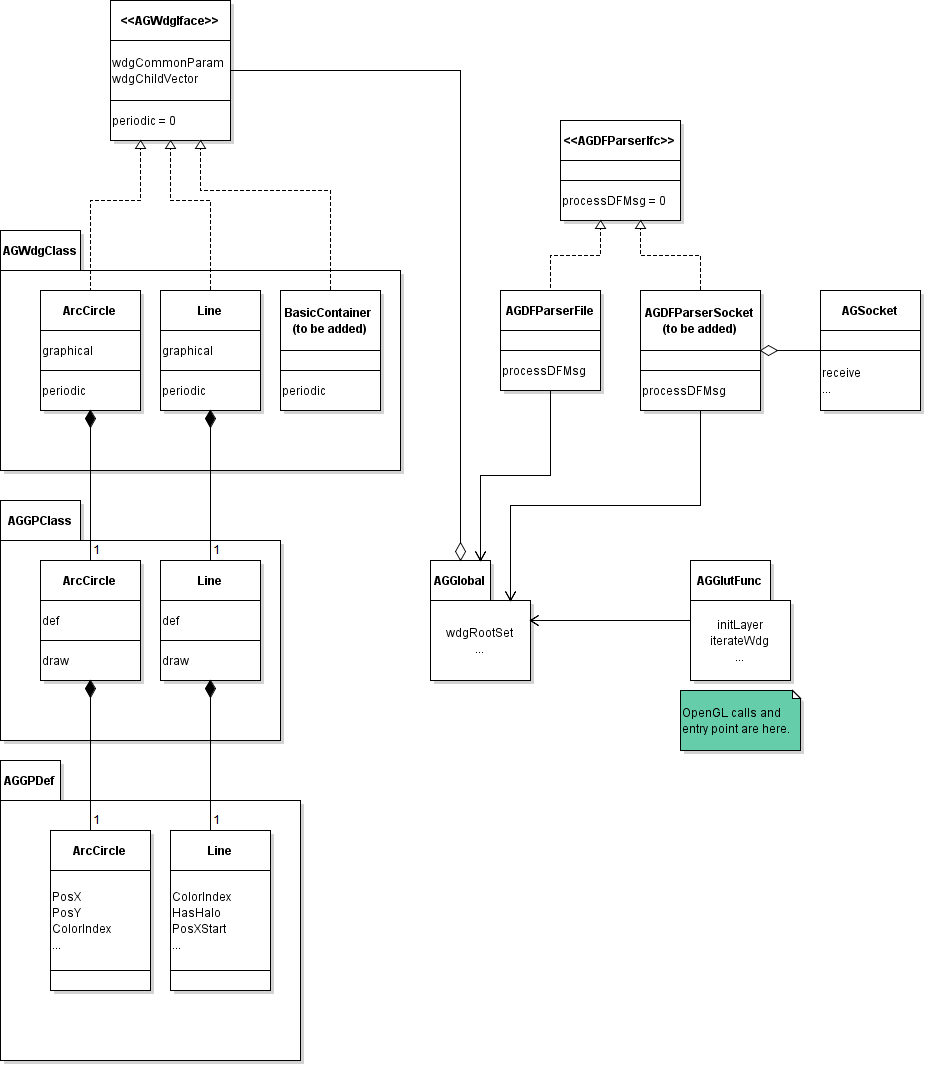 <<AGWdgIface>>
wdgCommonParam
wdgChildVector
periodic = 0
<<AGDFParserIfc>>
processDFMsg = 0
AGWdgClass
ArcCircle
graphical
periodic
Line
graphical
periodic
BasicContainer
(to be added)
periodic
AGDFParserFile
processDFMsg
AGDFParserSocket
(to be added)
processDFMsg
AGSocket
receive
...
AGGPClass
1
1
ArcCircle
def
draw
Line
def
draw
AGGlobal
wdgRootSet
...
AGGlutFunc
initLayer
iterateWdg
...
OpenGL calls and
entry point are here.
AGGPDef
1
1
ArcCircle
PosX
PosY
ColorIndex
...
Line
ColorIndex
HasHalo
PosXStart
...